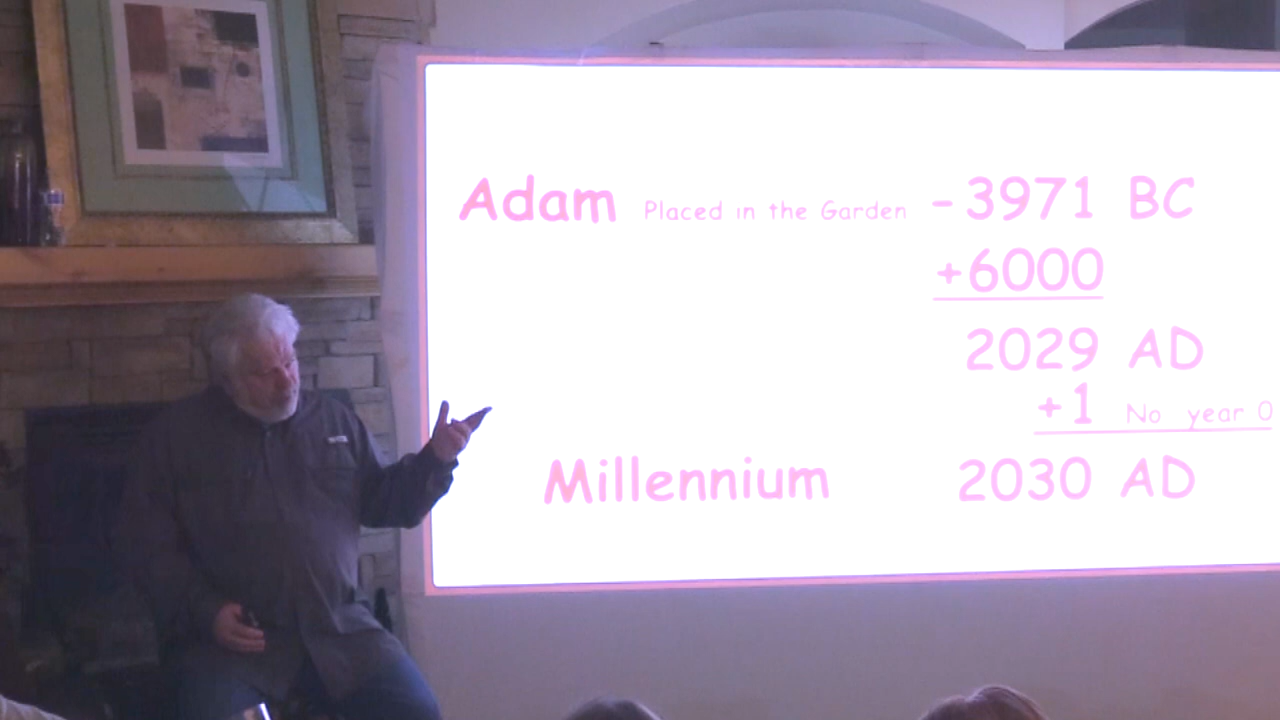 Adam Placed in the Garden -3971 BC
+6000
2029 AD
+1 No year 0
Millennium 2030 AD